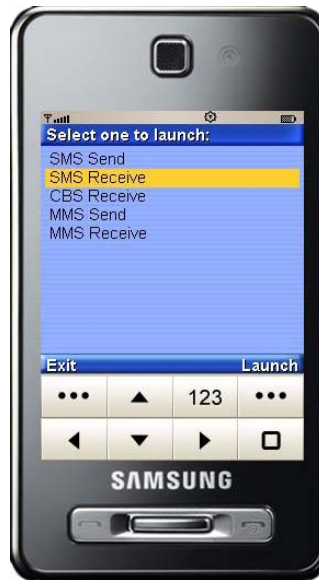 Select one to launch:
SMS Send
SMS Receive
CBS Receive
MMS Send
MMS Receive
Exit Launch
123
SAMSUNG